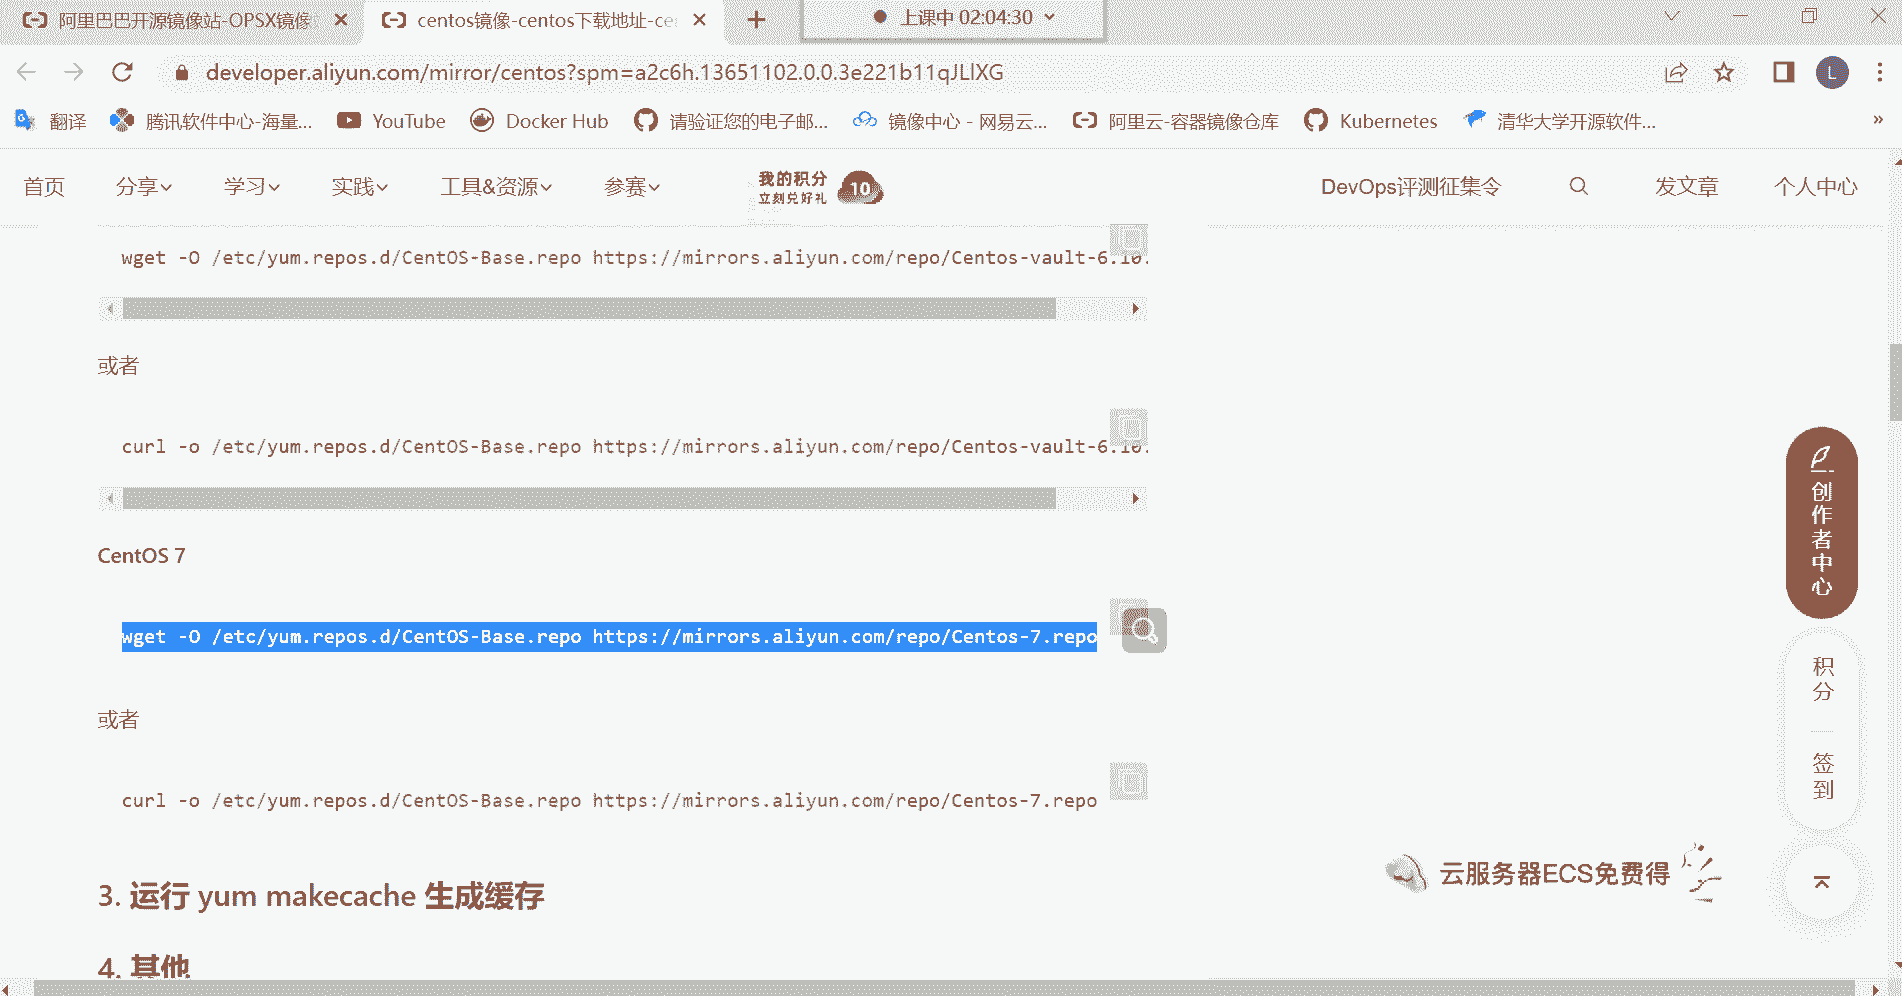 阿里巴巴开源镜像站-OPSX镜像
centos镜像-centos下载地址-ce
上课中 02:04:30
developer.aliyun.com/mirror/centos?spm=a2c6h.13651102.0.0.3e221b11qJLlXG
L
翻译
腾讯软件中心-海量...
YouTube
Docker Hub
请验证您的电子邮...
镜像中心 - 网易云...
阿里云-容器镜像仓库
Kubernetes
清华大学开源软件...
»
首页
分享
学习
实践
工具&资源
参赛
我的积分
立刻兑好礼
10
DevOps评测征集令
发文章
个人中心
wget -O /etc/yum.repos.d/CentOS-Base.repo https://mirrors.aliyun.com/repo/Centos-vault-6.10.
或者
curl -o /etc/yum.repos.d/CentOS-Base.repo https://mirrors.aliyun.com/repo/Centos-vault-6.10.
CentOS 7
wget -O /etc/yum.repos.d/CentOS-Base.repo https://mirrors.aliyun.com/repo/Centos-7.repo
或者
curl -o /etc/yum.repos.d/CentOS-Base.repo https://mirrors.aliyun.com/repo/Centos-7.repo
3. 运行 yum makecache 生成缓存
4. 其他
创作者中心
积分
签到
云服务器ECS免费得